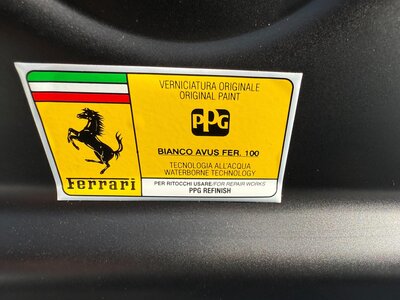 VERNICIATURA ORIGINALE
ORIGINAL PAINT
PPG
BIANCO AVUS FER. 100
TECNOLOGIA ALL'ACQUA
WATERBORNE TECHNOLOGY
Ferrari
PER RITOCCHI USARE/FOR REPAIR WORKS
PPG REFINISH